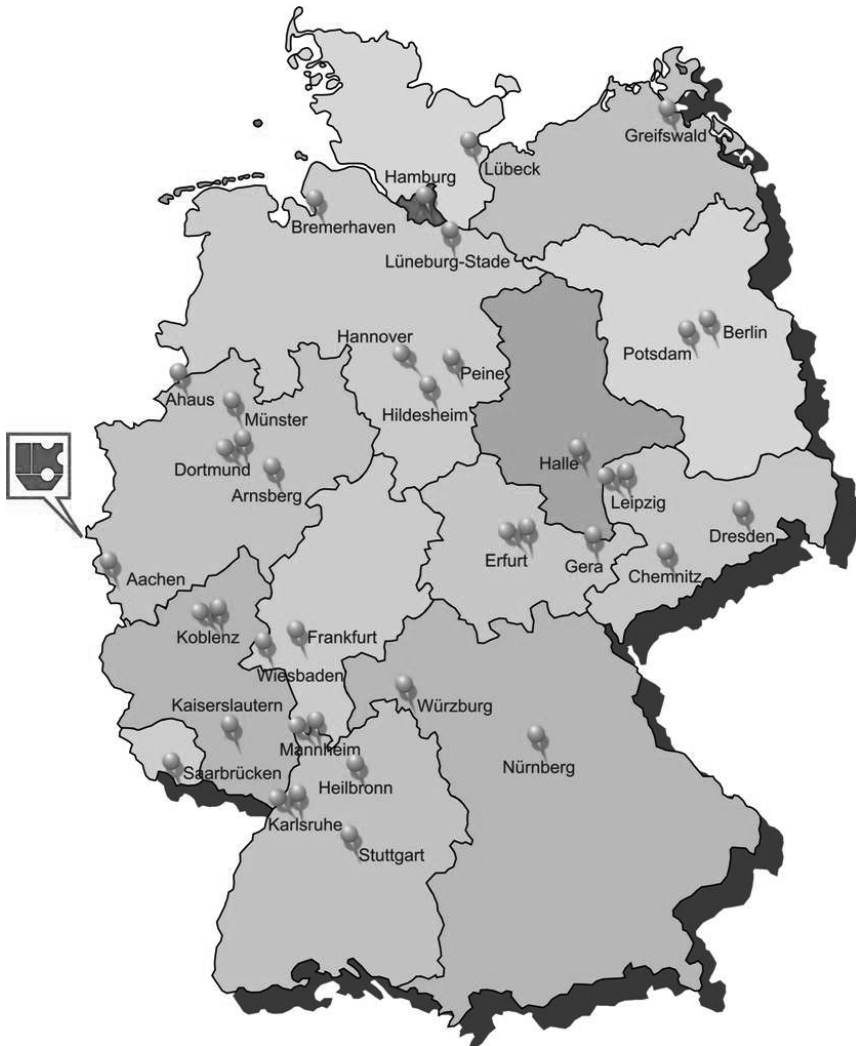 Greifswald
Lübeck
Hamburg
Bremerhaven
Lüneburg-Stade
Hannover
Berlin
Potsdam
Peine
Ahaus
Münster
Hildesheim
Dortmund
Halle
Arnsberg
Leipzig
Dresden
Erfurt
Gera
Chemnitz
Aachen
Koblenz
Frankfurt
Wiesbaden
Kaiserslautern
Würzburg
Mannheim
Nürnberg
Saarbrücken
Heilbronn
Karlsruhe
Stuttgart